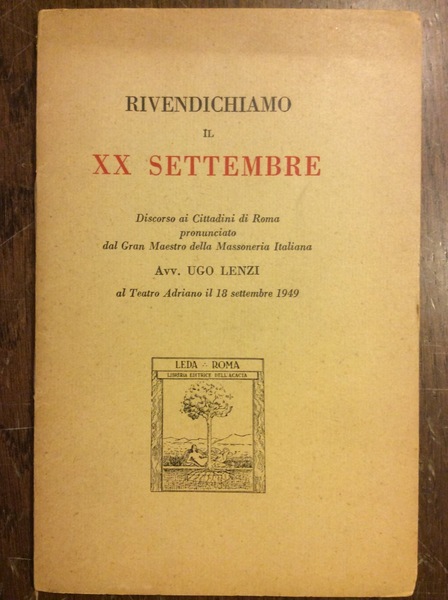 RIVENDICHIAMO
IL
XX SETTEMBRE
Discorso ai Cittadini di Roma
pronunciato
dal Gran Maestro della Massoneria Italiana
Avv. UGO LENZI
al Teatro Adriano il 18 settembre 1949
LEDA ∴ ROMA
LIBRERIA EDITRICE DELL'ACACIA